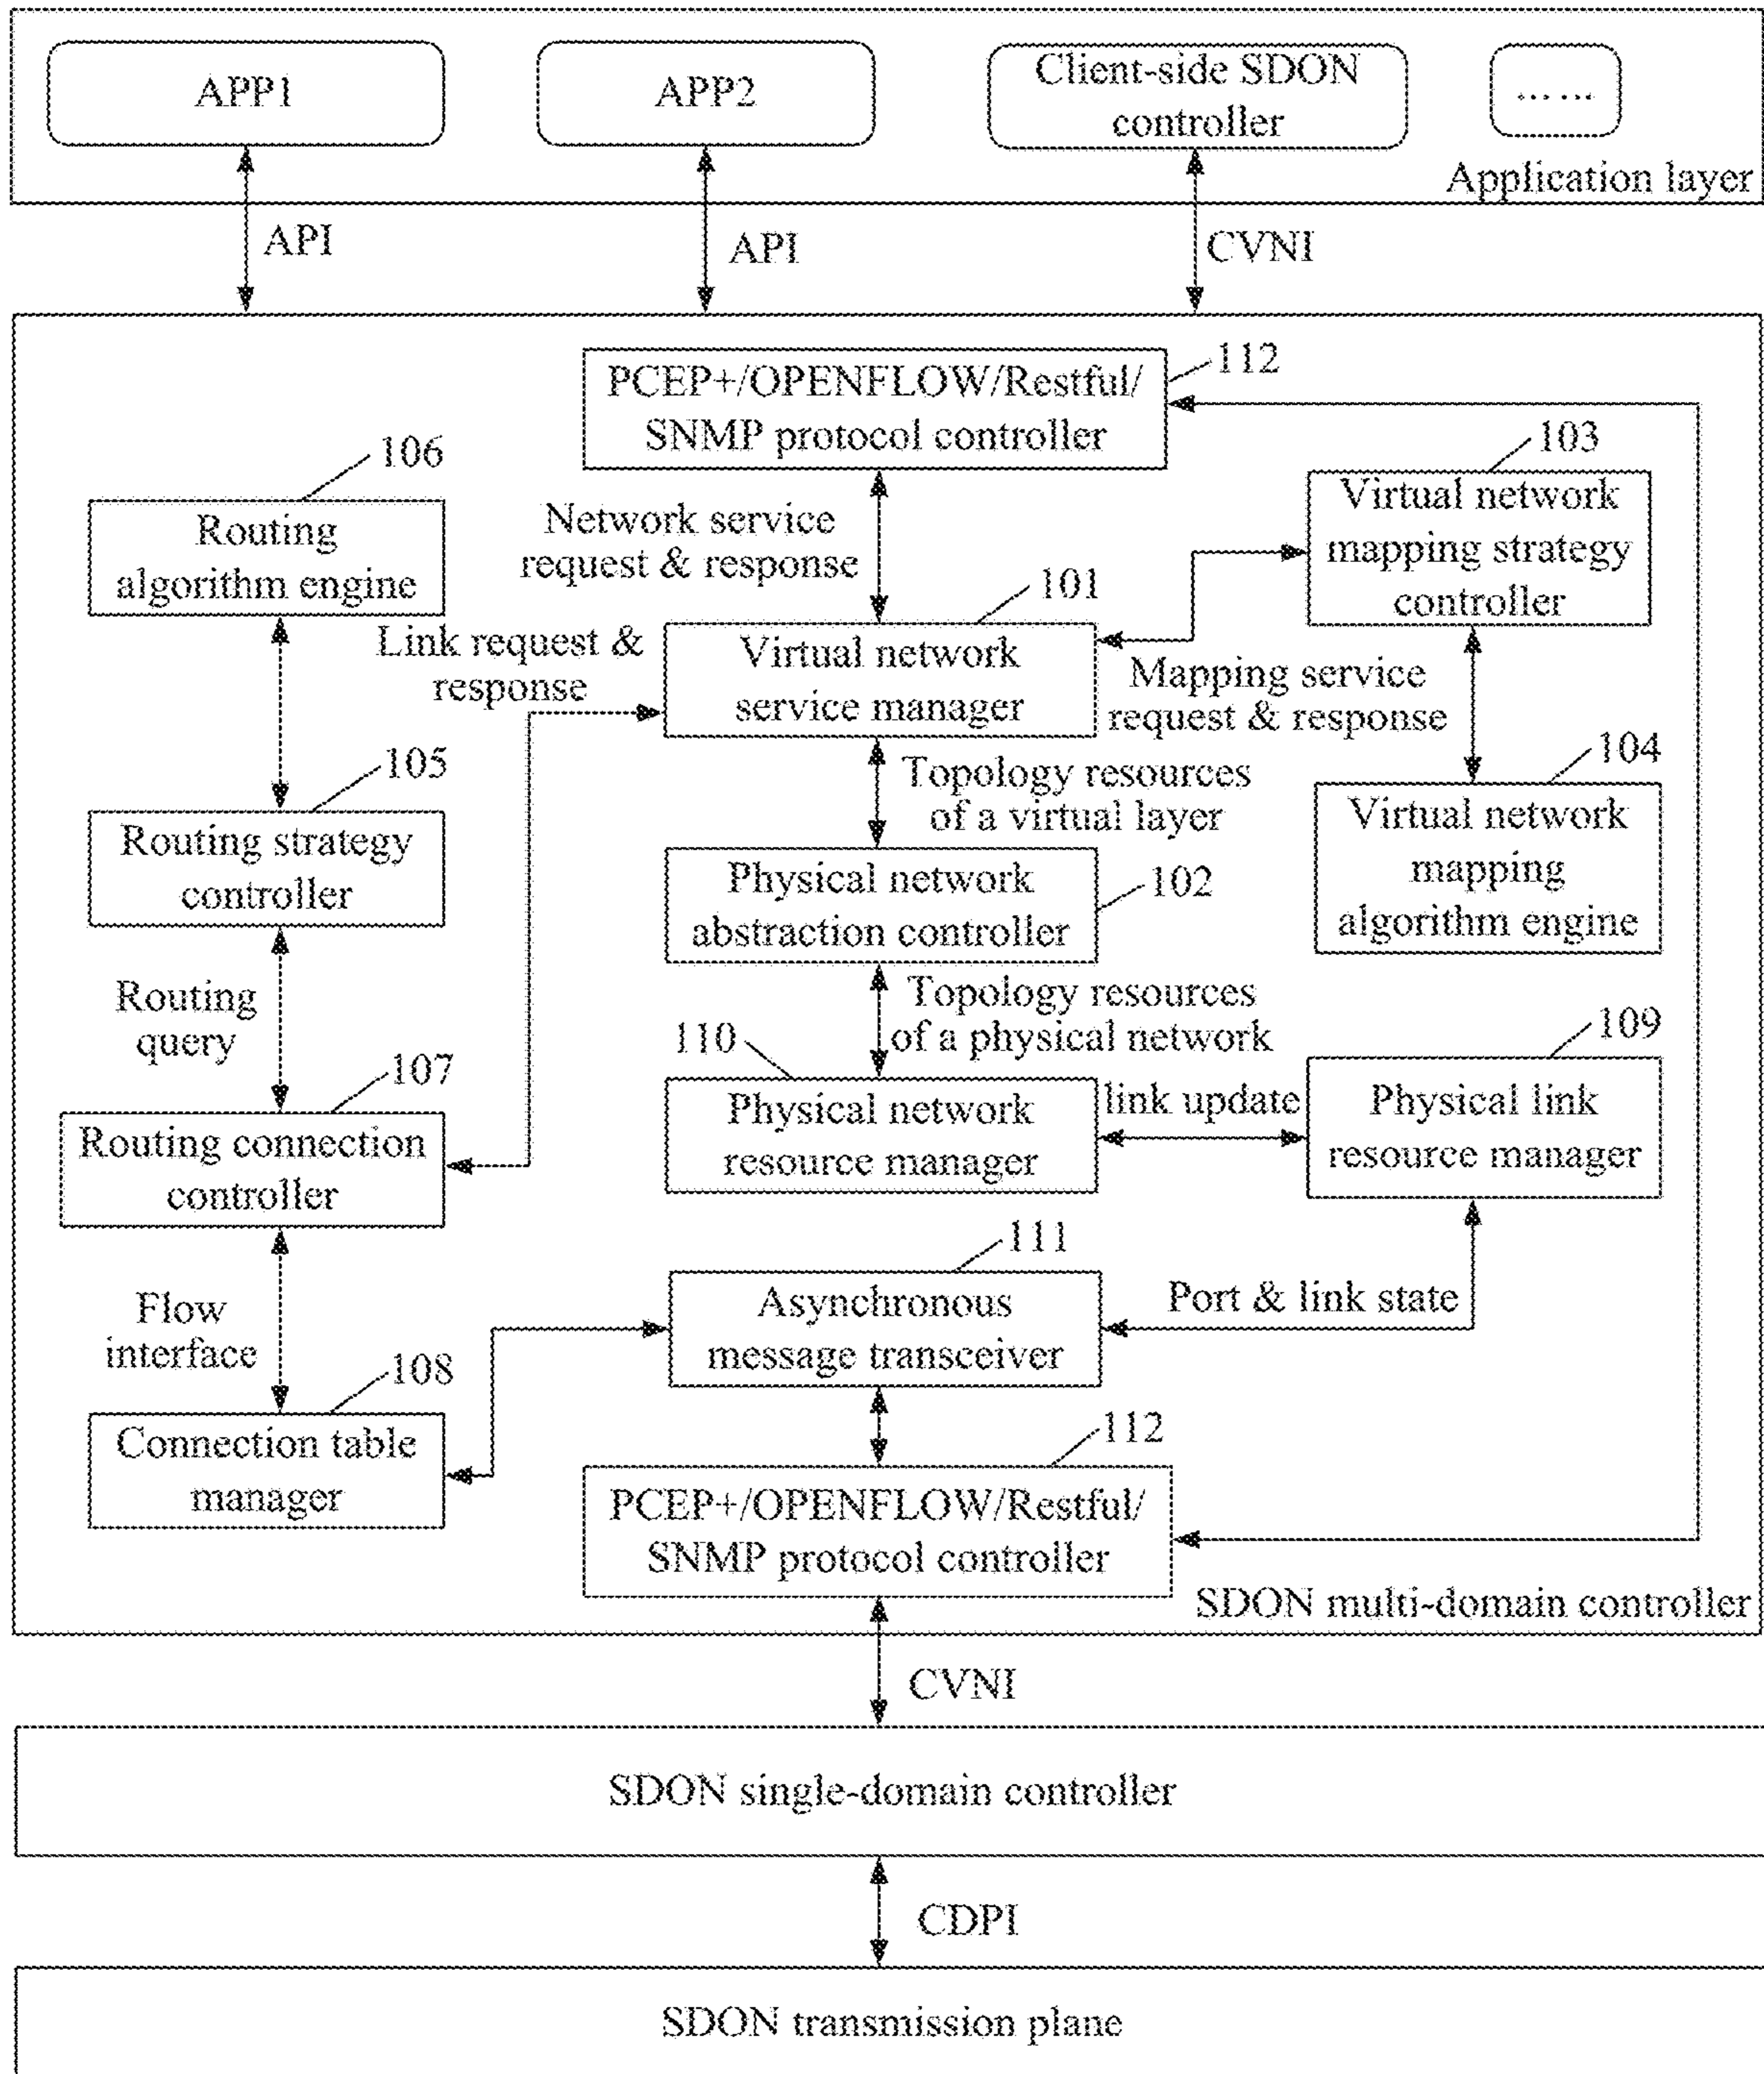 APP1
APP2
Client-side SDON
controller
... ...
Application layer
API
API
CVNI
PCEP+/OPENFLOW/Restful/
SNMP protocol controller
112
106
Routing
algorithm engine
Network service
request & response
103
Virtual network
mapping strategy
controller
101
Virtual network
service manager
Link request &
response
Mapping service
request & response
105
Routing strategy
controller
Topology resources
of a virtual layer
104
Virtual network
mapping
algorithm engine
Physical network
abstraction controller
102
Routing
query
Topology resources
of a physical network
107
Routing connection
controller
110
Physical network
resource manager
link update
109
Physical link
resource manager
Flow
interface
111
Asynchronous
message transceiver
Port & link state
108
Connection table
manager
112
PCEP+/OPENFLOW/Restful/
SNMP protocol controller
SDON multi-domain controller
CVNI
SDON single-domain controller
CDPI
SDON transmission plane